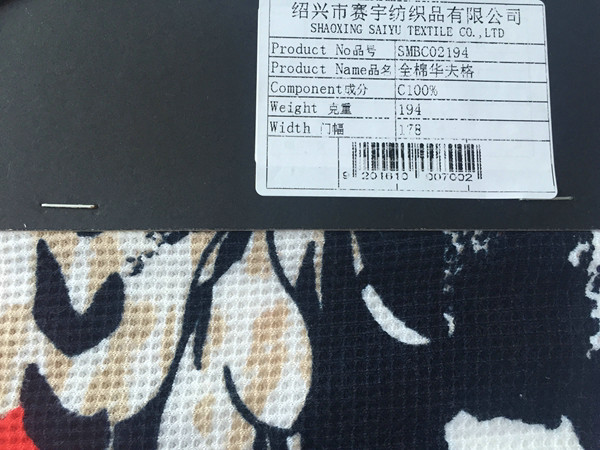 绍兴市赛宇纺织品有限公司
SHAOXING SAIYU TEXTILE CO.,LTD
Product No品号 SMBC02194
Product Name品名 全棉华夫格
Component成分 C100%
Weight 克重 194
Width 门幅 178
9 201610 007002